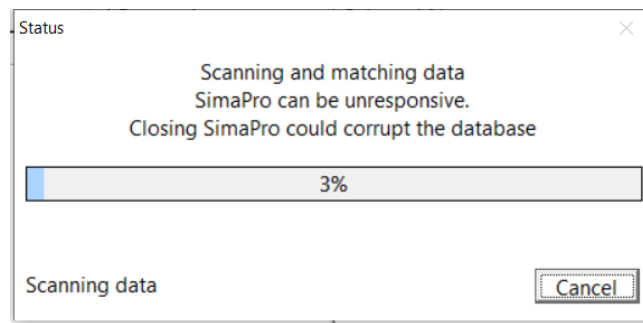 Status
Scanning and matching data
SimaPro can be unresponsive.
Closing SimaPro could corrupt the database
3%
Scanning data
Cancel